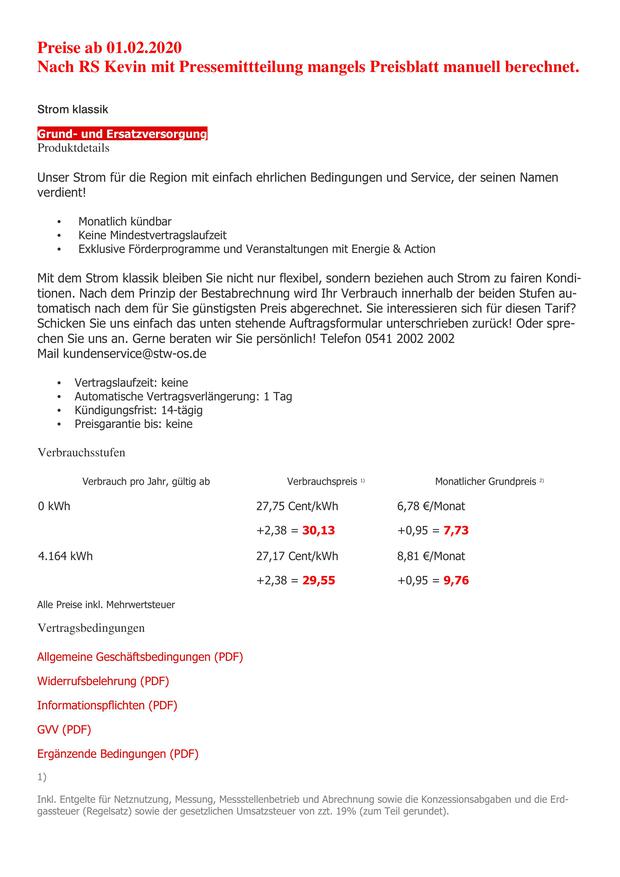 Preise ab 01.02.2020
Nach RS Kevin mit Pressemittteilung mangels Preisblatt manuell berechnet.
Strom klassik
Grund- und Ersatzversorgung
Produktdetails
Unser Strom für die Region mit einfach ehrlichen Bedingungen und Service, der seinen Namen
verdient!
• Monatlich kündbar
• Keine Mindestvertragslaufzeit
• Exklusive Förderprogramme und Veranstaltungen mit Energie & Action
Mit dem Strom klassik bleiben Sie nicht nur flexibel, sondern beziehen auch Strom zu fairen Kondi-
tionen. Nach dem Prinzip der Bestabrechnung wird Ihr Verbrauch innerhalb der beiden Stufen au-
tomatisch nach dem für Sie günstigsten Preis abgerechnet. Sie interessieren sich für diesen Tarif?
Schicken Sie uns einfach das unten stehende Auftragsformular unterschrieben zurück! Oder spre-
chen Sie uns an. Gerne beraten wir Sie persönlich! Telefon 0541 2002 2002
Mail kundenservice@stw-os.de
• Vertragslaufzeit: keine
• Automatische Vertragsverlängerung: 1 Tag
• Kündigungsfrist: 14-tägig
• Preisgarantie bis: keine
Verbrauchsstufen
Verbrauch pro Jahr, gültig ab Verbrauchspreis 1) Monatlicher Grundpreis 2)
0 kWh 27,75 Cent/kWh 6,78 €/Monat
+2,38 = 30,13 +0,95 = 7,73
4.164 kWh 27,17 Cent/kWh 8,81 €/Monat
+2,38 = 29,55 +0,95 = 9,76
Alle Preise inkl. Mehrwertsteuer
Vertragsbedingungen
Allgemeine Geschäftsbedingungen (PDF)
Widerrufsbelehrung (PDF)
Informationspflichten (PDF)
GVV (PDF)
Ergänzende Bedingungen (PDF)
1)
Inkl. Entgelte für Netznutzung, Messung, Messstellenbetrieb und Abrechnung sowie die Konzessionsabgaben und die Erd-
gassteuer (Regelsatz) sowie der gesetzlichen Umsatzsteuer von zzt. 19% (zum Teil gerundet).